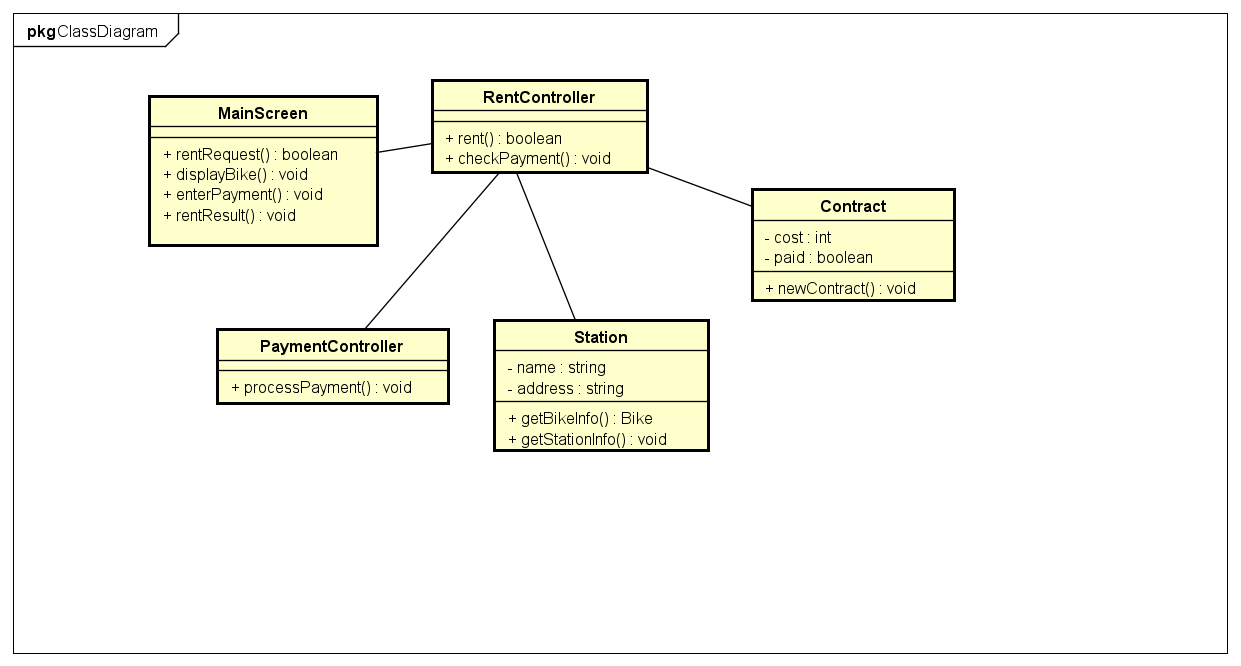 pkg ClassDiagram
MainScreen
+ rentRequest() : boolean
+ displayBike() : void
+ enterPayment() : void
+ rentResult() : void
RentController
+ rent() : boolean
+ checkPayment() : void
Contract
- cost : int
- paid : boolean
+ newContract() : void
PaymentController
+ processPayment() : void
Station
- name : string
- address : string
+ getBikeInfo() : Bike
+ getStationInfo() : void